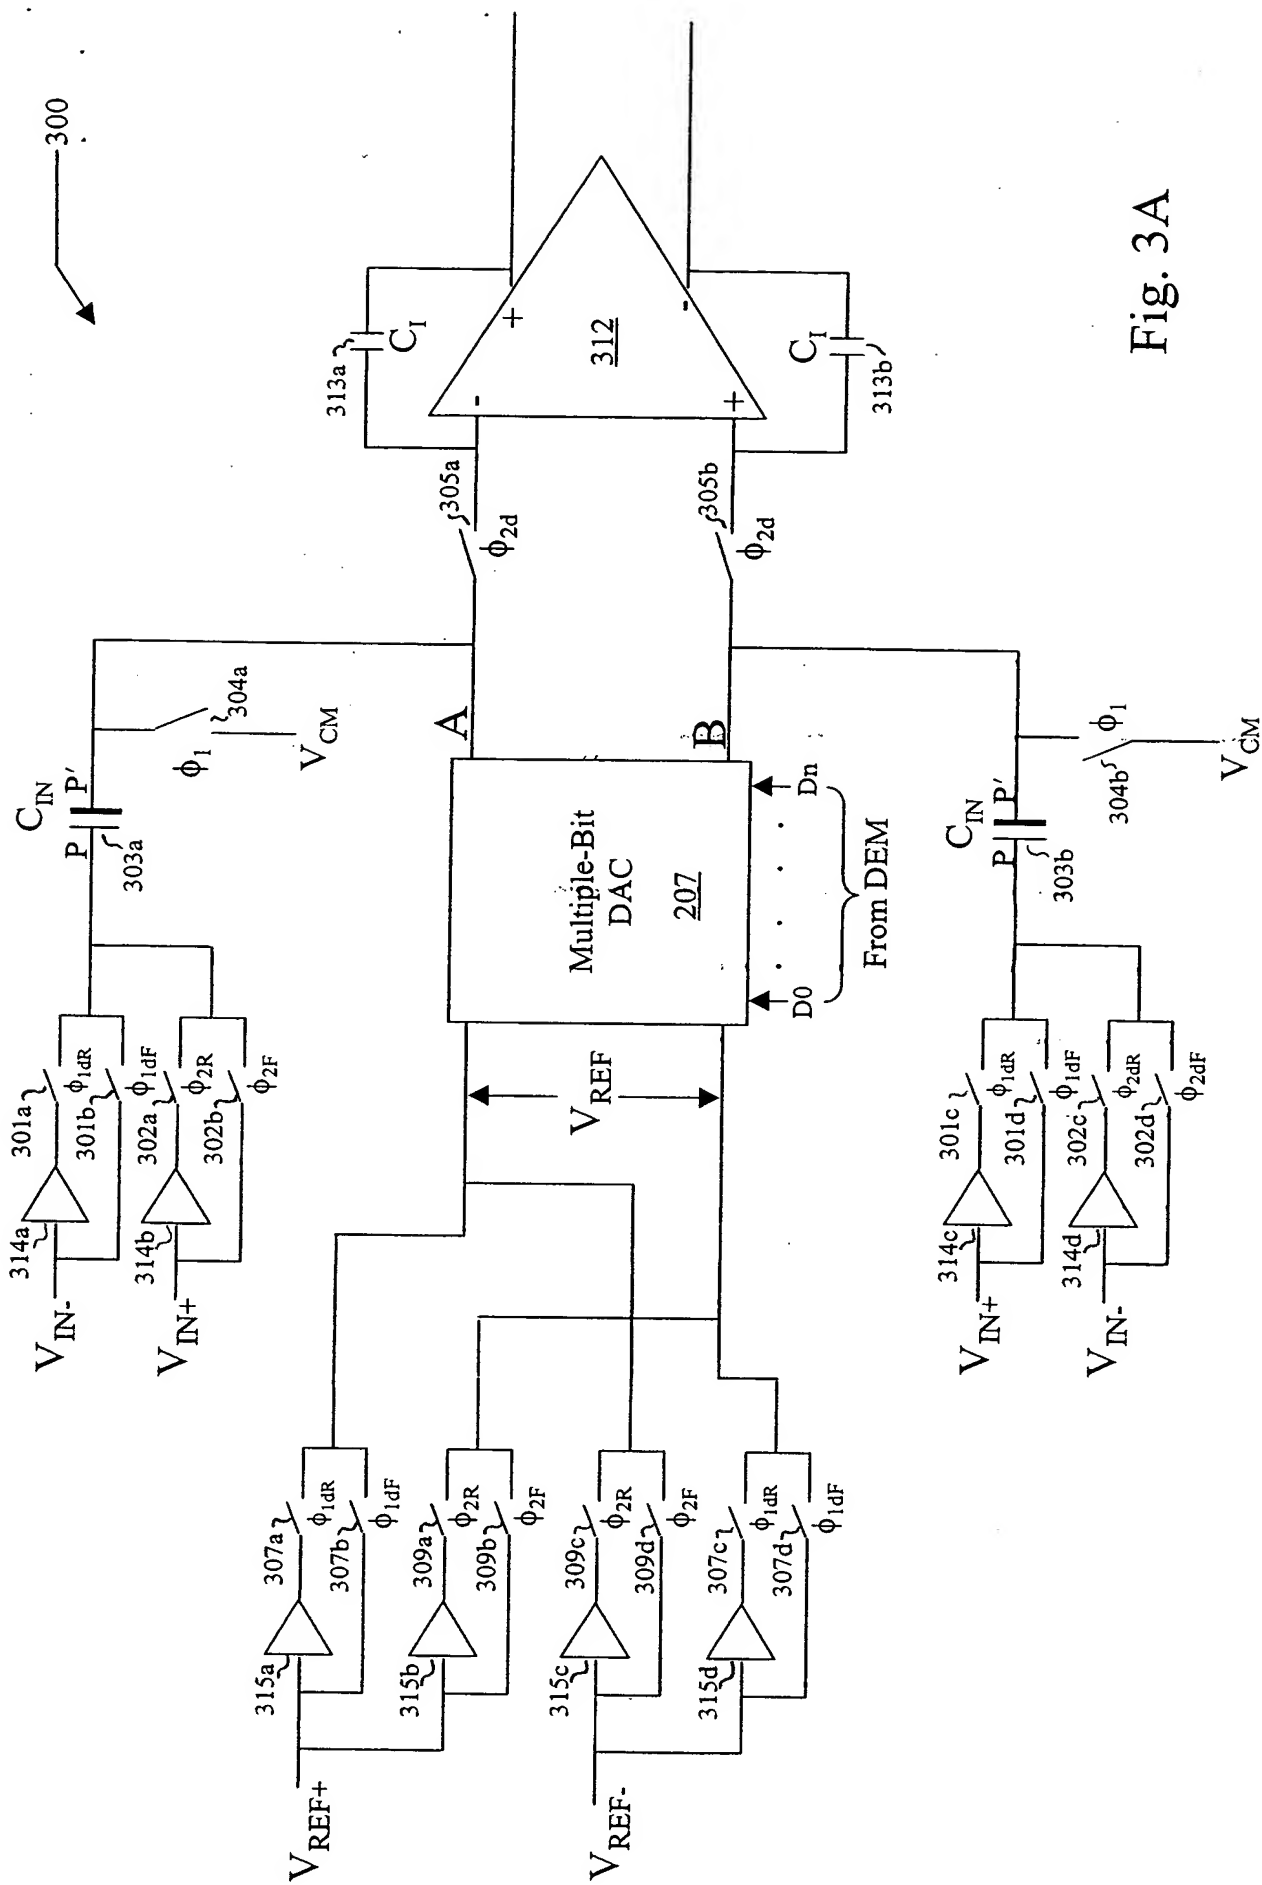 300
V_IN-
314a
301a
ϕ_1dR
301b
ϕ_1dF
V_IN+
314b
302a
ϕ_2R
302b
ϕ_2F
C_IN
P
P'
303a
304a
ϕ_1
V_CM
V_REF+
315a
307a
ϕ_1dR
307b
ϕ_1dF
315b
309a
ϕ_2R
309b
ϕ_2F
V_REF-
315c
309c
ϕ_2R
309d
ϕ_2F
315d
307c
ϕ_1dR
307d
ϕ_1dF
V_REF
Multiple-Bit
DAC
207
A
B
D0
Dn
From DEM
305a
ϕ_2d
305b
ϕ_2d
313a
C_I
-
+
312
+
-
C_I
313b
V_IN+
314c
301c
ϕ_1dR
301d
ϕ_1dF
V_IN-
314d
302c
ϕ_2dR
302d
ϕ_2dF
C_IN
P
P'
303b
304b
ϕ_1
V_CM
Fig. 3A